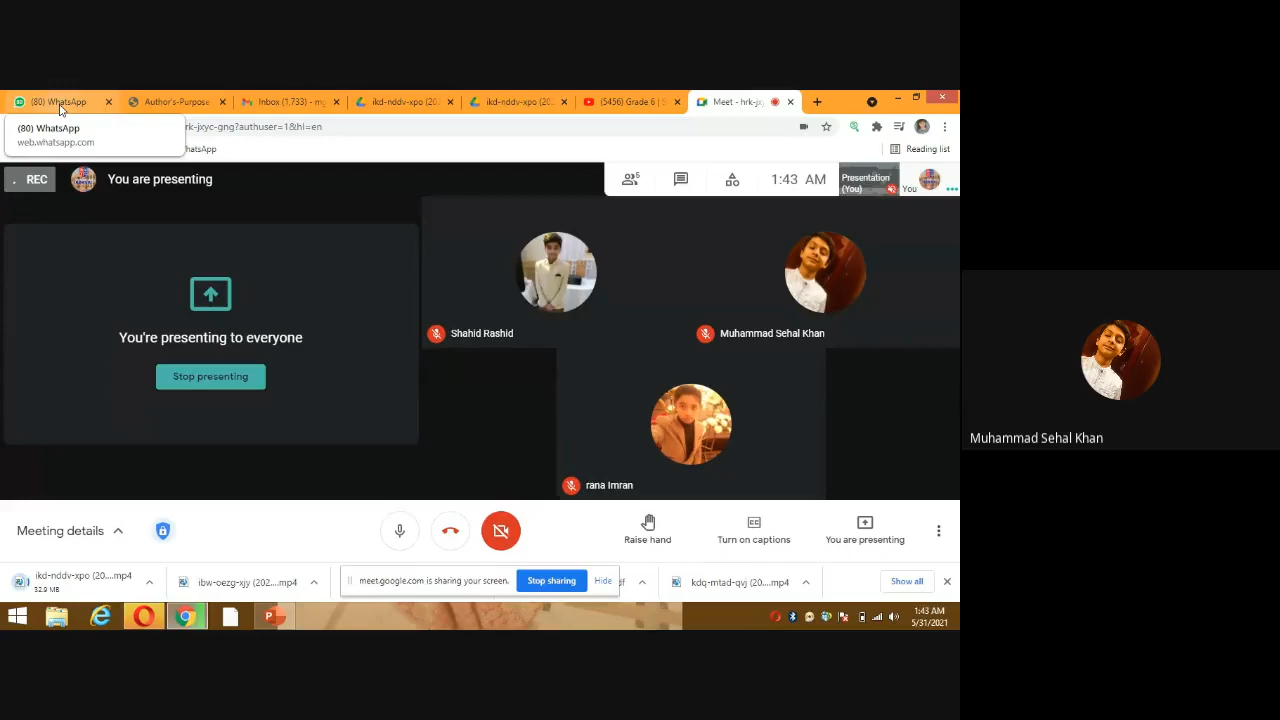 (80) WhatsApp
Author's-Purpose
Inbox (1,733) - mg
ikd-nddv-xpo (20
ikd-nddv-xpo (202
(5456) Grade 6 | S
Meet - hrk-jx
(80) WhatsApp
web.whatsapp.com
rk-jxyc-gng?authuser=1&hl=en
hatsApp
Reading list
REC
You are presenting
5
1:43 AM
Presentation
(You)
You
You're presenting to everyone
Stop presenting
Shahid Rashid
Muhammad Sehal Khan
rana Imran
Muhammad Sehal Khan
Meeting details
Raise hand
Turn on captions
You are presenting
ikd-nddv-xpo (20....mp4
32.9 MB
ibw-oezg-xjy (202....mp4
meet.google.com is sharing your screen.
Stop sharing
Hide
df
kdq-mtad-qvj (20....mp4
Show all
1:43 AM
5/31/2021